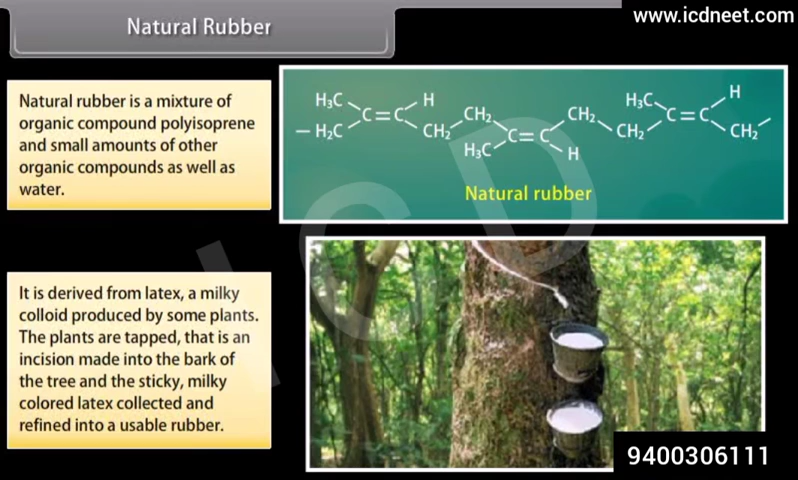 www.icdneet.com
Natural Rubber
Natural rubber is a mixture of
organic compound polyisoprene
and small amounts of other
organic compounds as well as
water.
H₃C H CH₂ CH₂ H₃C H
C=C C=C C=C
– H₂C CH₂ H₃C H CH₂ CH₂
Natural rubber
It is derived from latex, a milky
colloid produced by some plants.
The plants are tapped, that is an
incision made into the bark of
the tree and the sticky, milky
colored latex collected and
refined into a usable rubber.
ICD
9400306111